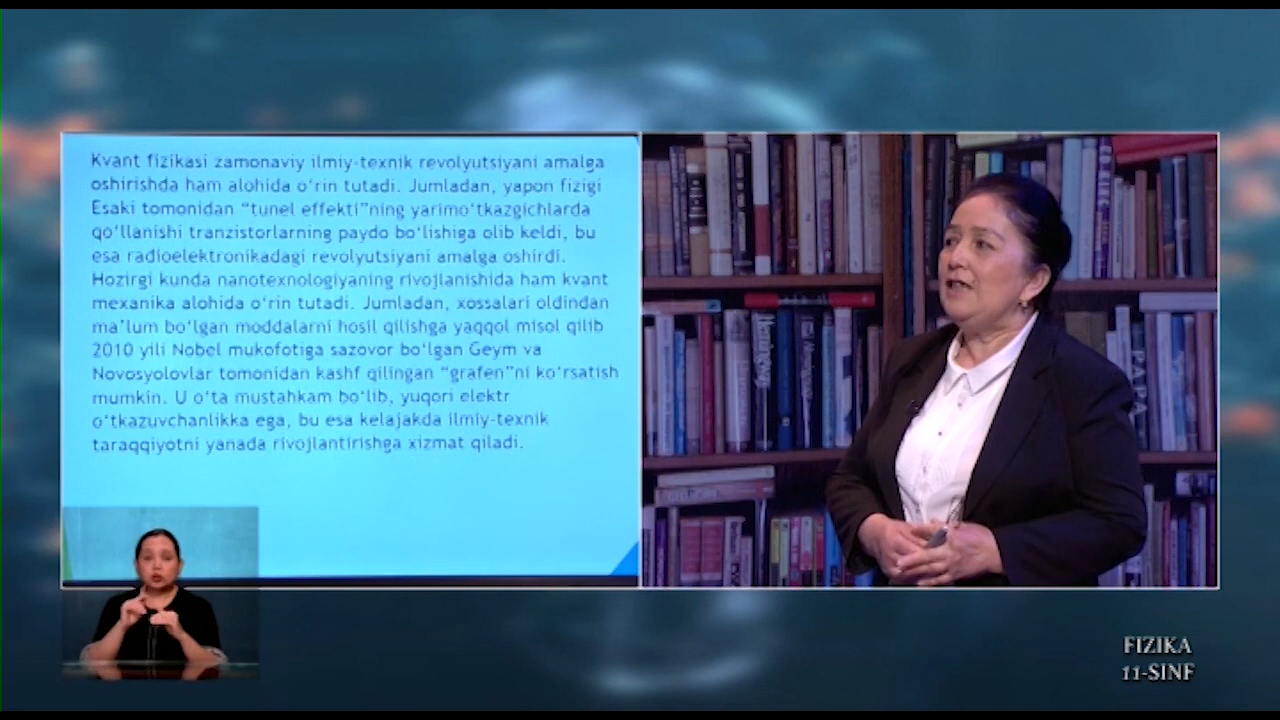 Kvant fizikasi zamonaviy ilmiy-texnik revolyutsiyani amalga
oshirishda ham alohida o‘rin tutadi. Jumladan, yapon fizigi
Esaki tomonidan “tunel effekti”ning yarimo‘tkazgichlarda
qo‘llanishi tranzistorlarning paydo bo‘lishiga olib keldi, bu
esa radioelektronikadagi revolyutsiyani amalga oshirdi.
Hozirgi kunda nanotexnologiyaning rivojlanishida ham kvant
mexanika alohida o‘rin tutadi. Jumladan, xossalari oldindan
ma’lum bo‘lgan moddalarni hosil qilishga yaqqol misol qilib
2010 yili Nobel mukofotiga sazovor bo‘lgan Geym va
Novosyolovlar tomonidan kashf qilingan “grafen”ni ko‘rsatish
mumkin. U o‘ta mustahkam bo‘lib, yuqori elektr
o‘tkazuvchanlikka ega, bu esa kelajakda ilmiy-texnik
taraqqiyotni yanada rivojlantirishga xizmat qiladi.
Hemingway
PAPA
FIZIKA
11-SINF